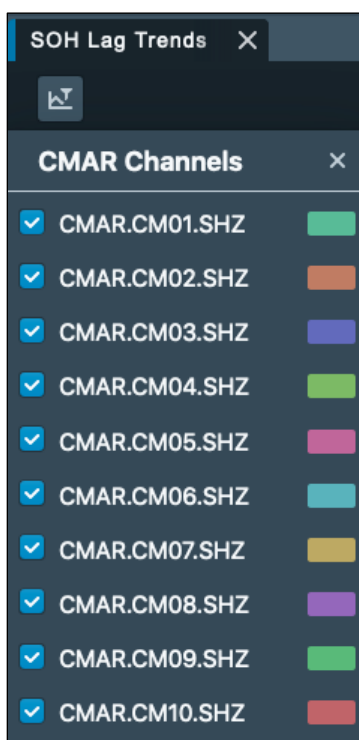 SOH Lag Trends
CMAR Channels
CMAR.CM01.SHZ
CMAR.CM02.SHZ
CMAR.CM03.SHZ
CMAR.CM04.SHZ
CMAR.CM05.SHZ
CMAR.CM06.SHZ
CMAR.CM07.SHZ
CMAR.CM08.SHZ
CMAR.CM09.SHZ
CMAR.CM10.SHZ